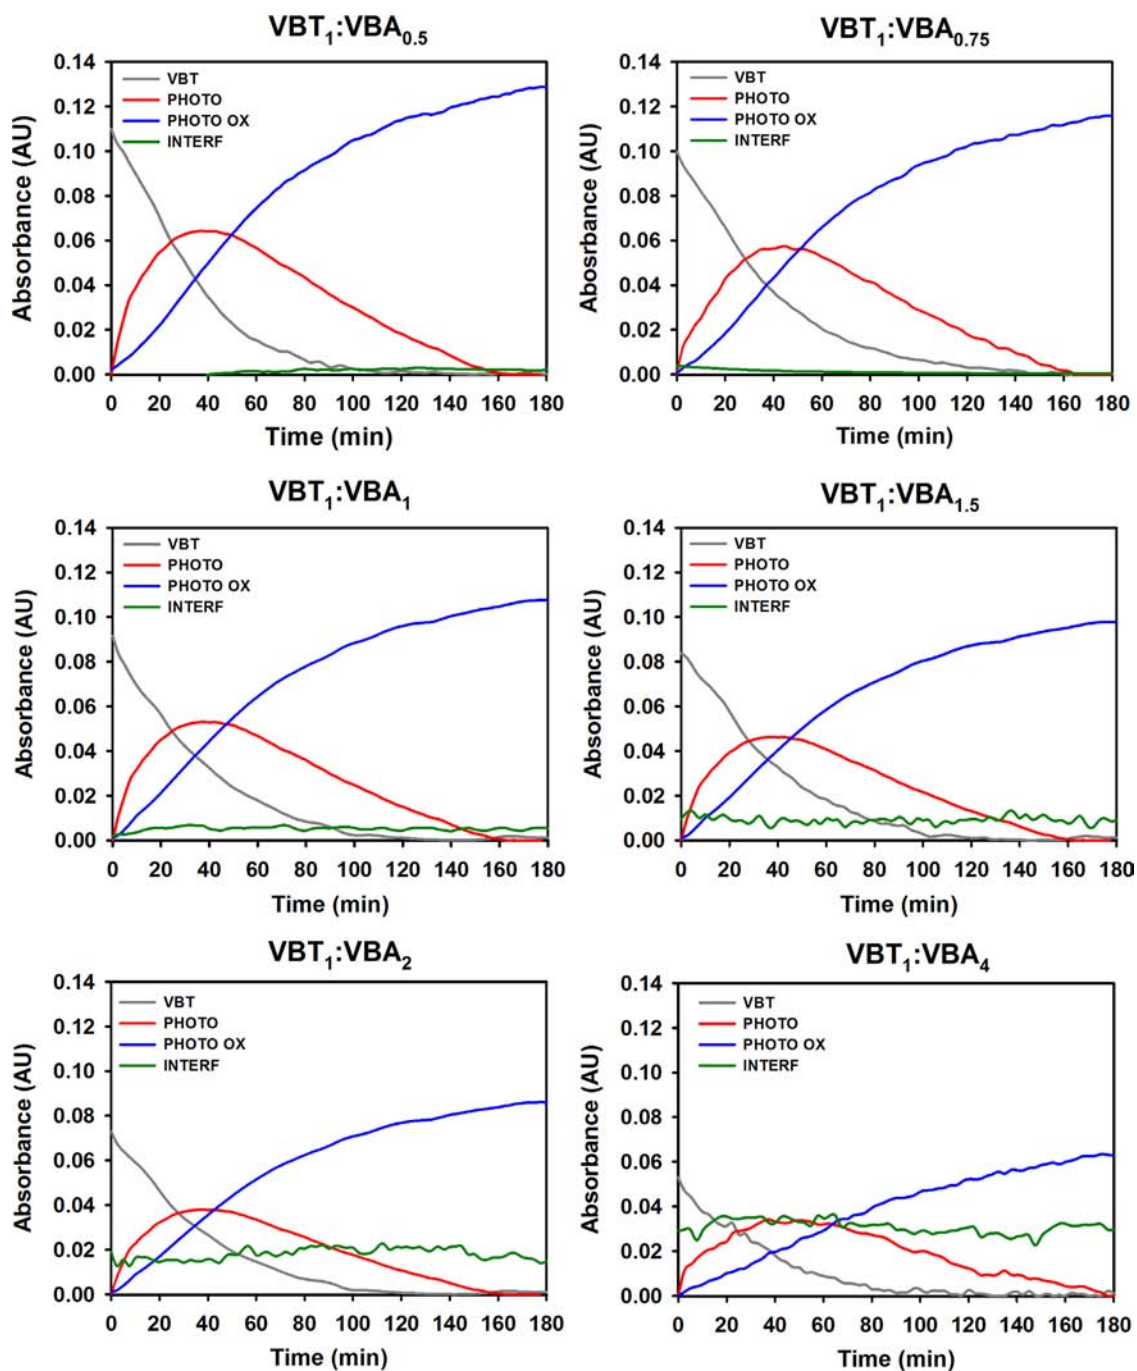 VBT1:VBA0.5
0.14
0.12
0.10
0.08
0.06
0.04
0.02
0.00
Absorbance (AU)
VBT
PHOTO
PHOTO OX
INTERF
0 20 40 60 80 100 120 140 160 180
Time (min)
VBT1:VBA0.75
0.14
0.12
0.10
0.08
0.06
0.04
0.02
0.00
Abosrbance (AU)
VBT
PHOTO
PHOTO OX
INTERF
0 20 40 60 80 100 120 140 160 180
Time (min)
VBT1:VBA1
0.14
0.12
0.10
0.08
0.06
0.04
0.02
0.00
Absorbance (AU)
VBT
PHOTO
PHOTO OX
INTERF
0 20 40 60 80 100 120 140 160 180
Time (min)
VBT1:VBA1.5
0.14
0.12
0.10
0.08
0.06
0.04
0.02
0.00
Absorbance (AU)
VBT
PHOTO
PHOTO OX
INTERF
0 20 40 60 80 100 120 140 160 180
Time (min)
VBT1:VBA2
0.14
0.12
0.10
0.08
0.06
0.04
0.02
0.00
Absorbance (AU)
VBT
PHOTO
PHOTO OX
INTERF
0 20 40 60 80 100 120 140 160 180
Time (min)
VBT1:VBA4
0.14
0.12
0.10
0.08
0.06
0.04
0.02
0.00
Absorbance (AU)
VBT
PHOTO
PHOTO OX
INTERF
0 20 40 60 80 100 120 140 160 180
Time (min)